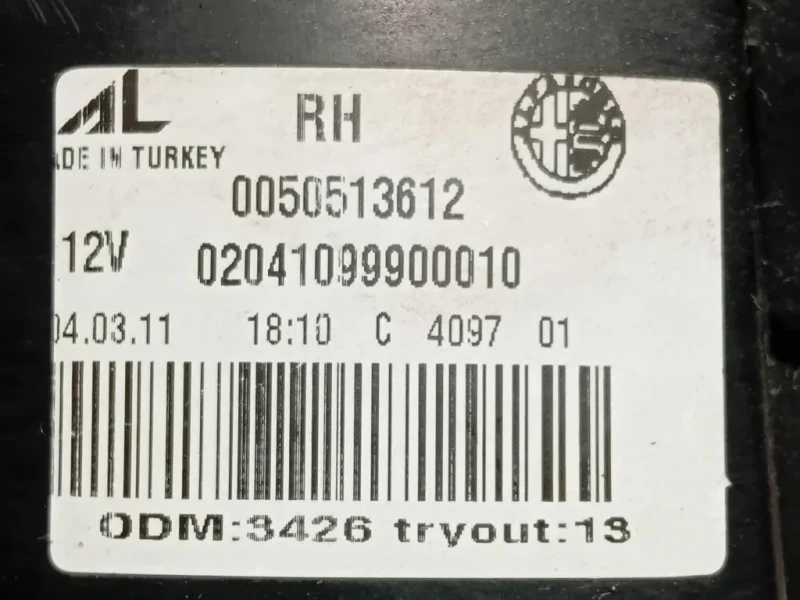 AL RH
ADE IN TURKEY
0050513612
12V 02041099900010
04.03.11 18:10 C 4097 01
ODM:3426 tryout:13